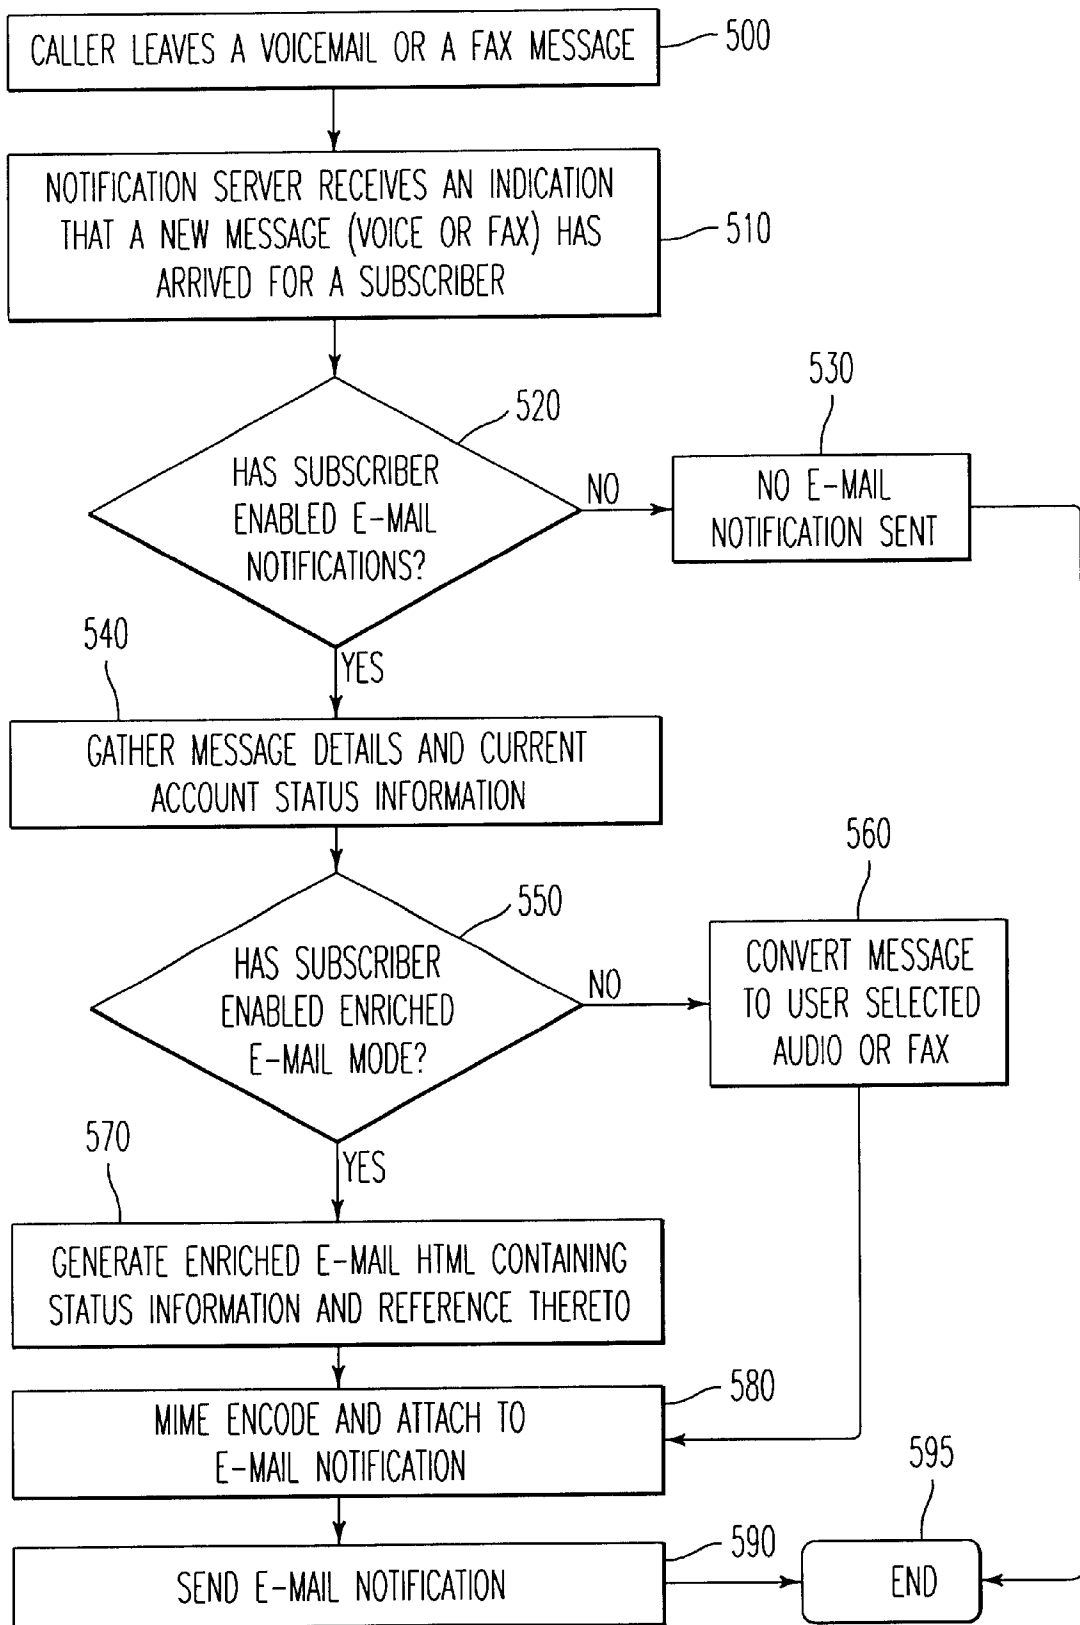 CALLER LEAVES A VOICEMAIL OR A FAX MESSAGE
500
NOTIFICATION SERVER RECEIVES AN INDICATION
THAT A NEW MESSAGE (VOICE OR FAX) HAS
ARRIVED FOR A SUBSCRIBER
510
520
HAS SUBSCRIBER
ENABLED E-MAIL
NOTIFICATIONS?
NO
530
NO E-MAIL
NOTIFICATION SENT
YES
540
GATHER MESSAGE DETAILS AND CURRENT
ACCOUNT STATUS INFORMATION
550
HAS SUBSCRIBER
ENABLED ENRICHED
E-MAIL MODE?
NO
560
CONVERT MESSAGE
TO USER SELECTED
AUDIO OR FAX
YES
570
GENERATE ENRICHED E-MAIL HTML CONTAINING
STATUS INFORMATION AND REFERENCE THERETO
580
MIME ENCODE AND ATTACH TO
E-MAIL NOTIFICATION
590
SEND E-MAIL NOTIFICATION
595
END